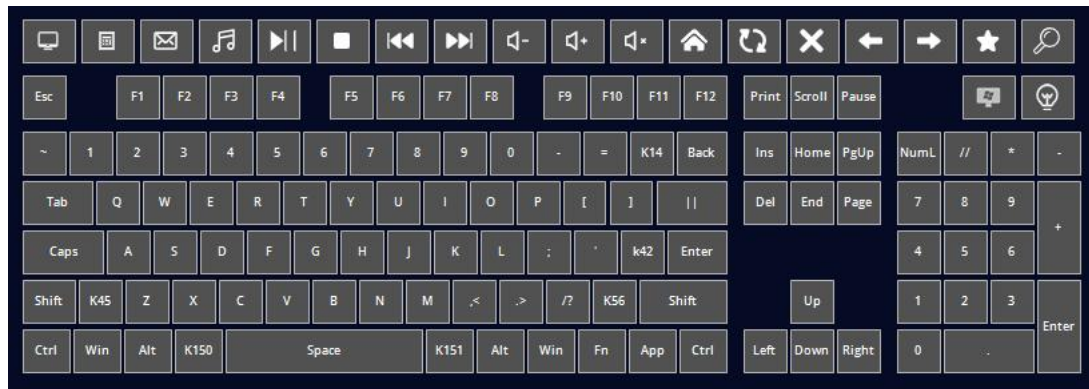 Esc F1 F2 F3 F4 F5 F6 F7 F8 F9 F10 F11 F12 Print Scroll Pause
~ 1 2 3 4 5 6 7 8 9 0 - = K14 Back Ins Home PgUp NumL // * -
Tab Q W E R T Y U I O P [ ] || Del End Page 7 8 9 +
Caps A S D F G H J K L ; ' k42 Enter 4 5 6
Shift K45 Z X C V B N M ,< .> /? K56 Shift Up 1 2 3 Enter
Ctrl Win Alt K150 Space K151 Alt Win Fn App Ctrl Left Down Right 0 .